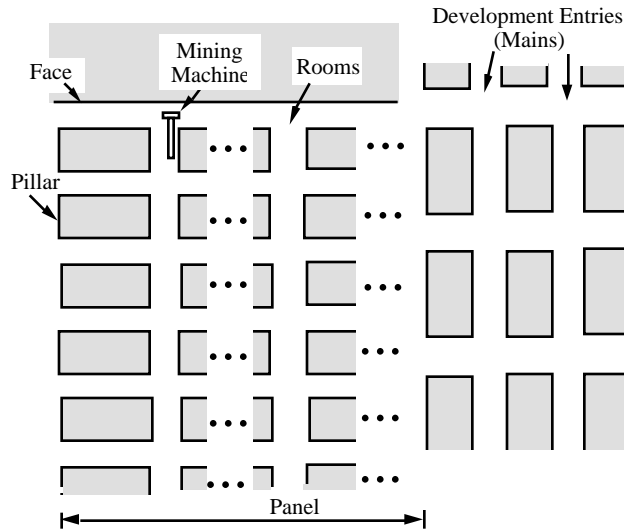 Development Entries
(Mains)
Mining
Machine
Rooms
Face
Pillar
Panel